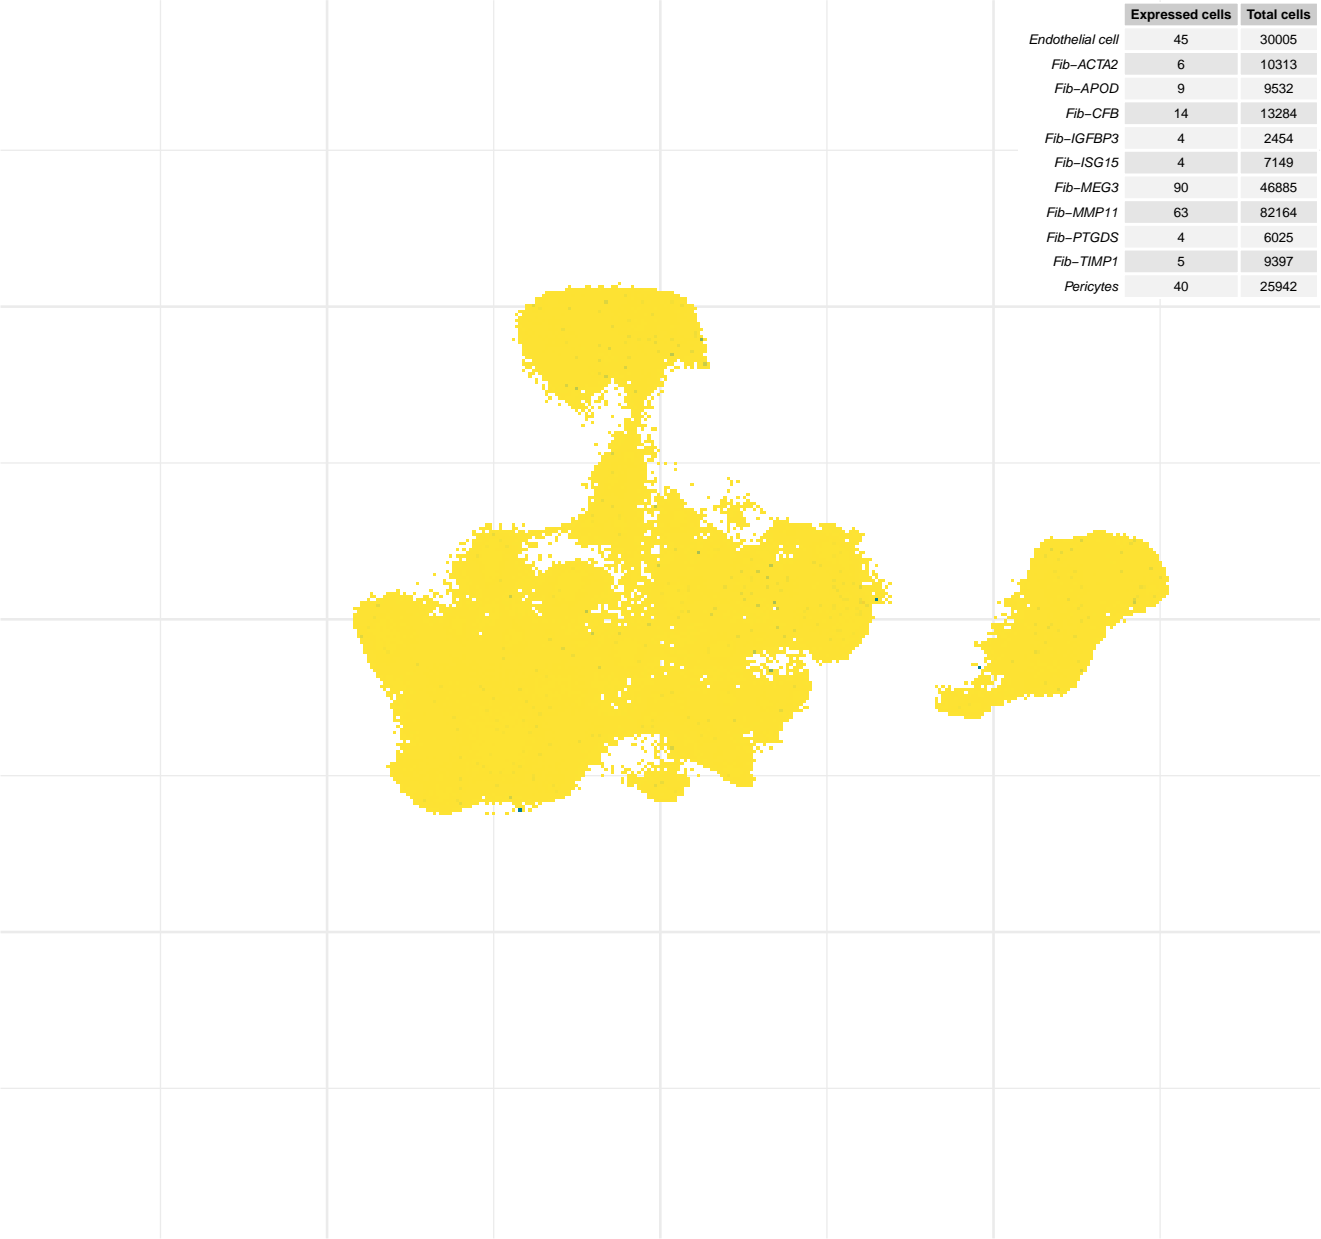 Expressed cells Total cells
Endothelial cell 45 30005
Fib−ACTA2 6 10313
Fib−APOD 9 9532
Fib−CFB 14 13284
Fib−IGFBP3 4 2454
Fib−ISG15 4 7149
Fib−MEG3 90 46885
Fib−MMP11 63 82164
Fib−PTGDS 4 6025
Fib−TIMP1 5 9397
Pericytes 40 25942